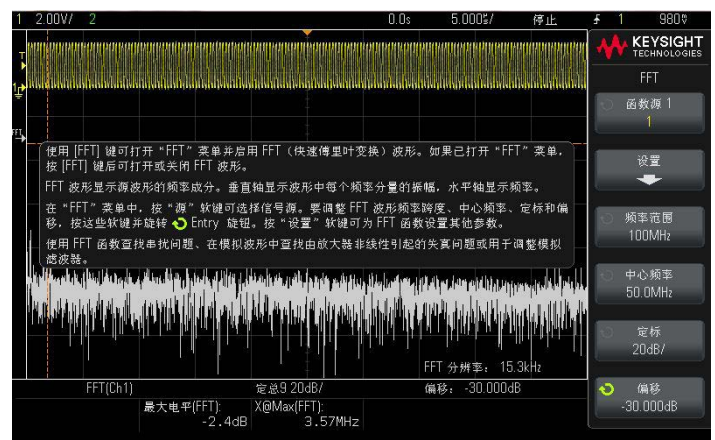 1 2.00V/ 2 0.0s 5.000%/ 停止 1 980%
KEYSIGHT
TECHNOLOGIES
FFT
函数源 1
1
设置
频率范围
100MHz
中心频率
50.0MHz
定标
20dB/
偏移
-30.000dB
T
1
FFT
使用 [FFT] 键可打开“FFT”菜单并启用 FFT（快速傅里叶变换）波形。如果已打开“FFT”菜单，
按 [FFT] 键后可打开或关闭 FFT 波形。
FFT 波形显示源波形的频率成分。垂直轴显示波形中每个频率分量的振幅，水平轴显示频率。
在“FFT”菜单中，按“源”软键可选择信号源。要调整 FFT 波形频率跨度、中心频率、定标和偏
移，按这些软键并旋转 Entry 旋钮。按“设置”软键可为 FFT 函数设置其他参数。
使用 FFT 函数查找串扰问题、在模拟波形中查找由放大器非线性引起的失真问题或用于调整模拟
滤波器。
FFT 分辨率： 15.3kHz
FFT(Ch1) 定总9 20dB/ 偏移： -30.000dB
最大电平(FFT): X@Max(FFT):
-2.4dB 3.57MHz